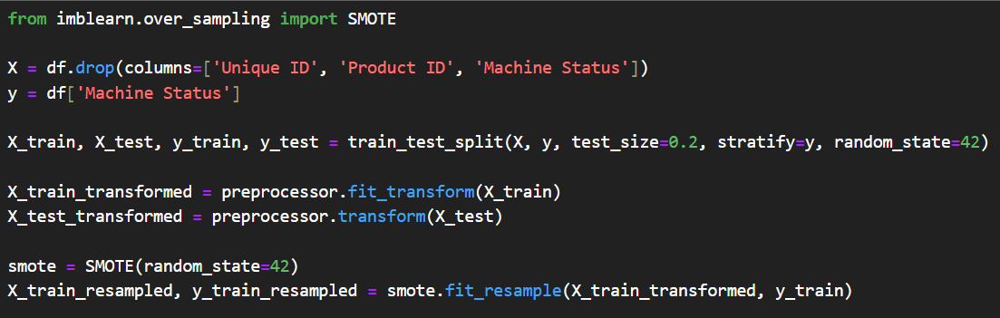 from imblearn.over_sampling import SMOTE
X = df.drop(columns=['Unique ID', 'Product ID', 'Machine Status'])
y = df['Machine Status']
X_train, X_test, y_train, y_test = train_test_split(X, y, test_size=0.2, stratify=y, random_state=42)
X_train_transformed = preprocessor.fit_transform(X_train)
X_test_transformed = preprocessor.transform(X_test)
smote = SMOTE(random_state=42)
X_train_resampled, y_train_resampled = smote.fit_resample(X_train_transformed, y_train)